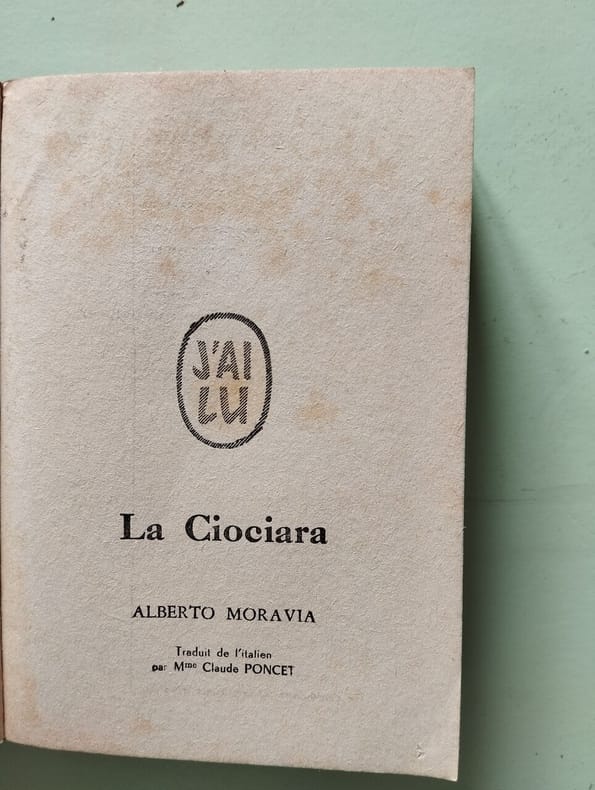 J'AI
LU
La Ciociara
ALBERTO MORAVIA
Traduit de l'italien
par Mme Claude PONCET